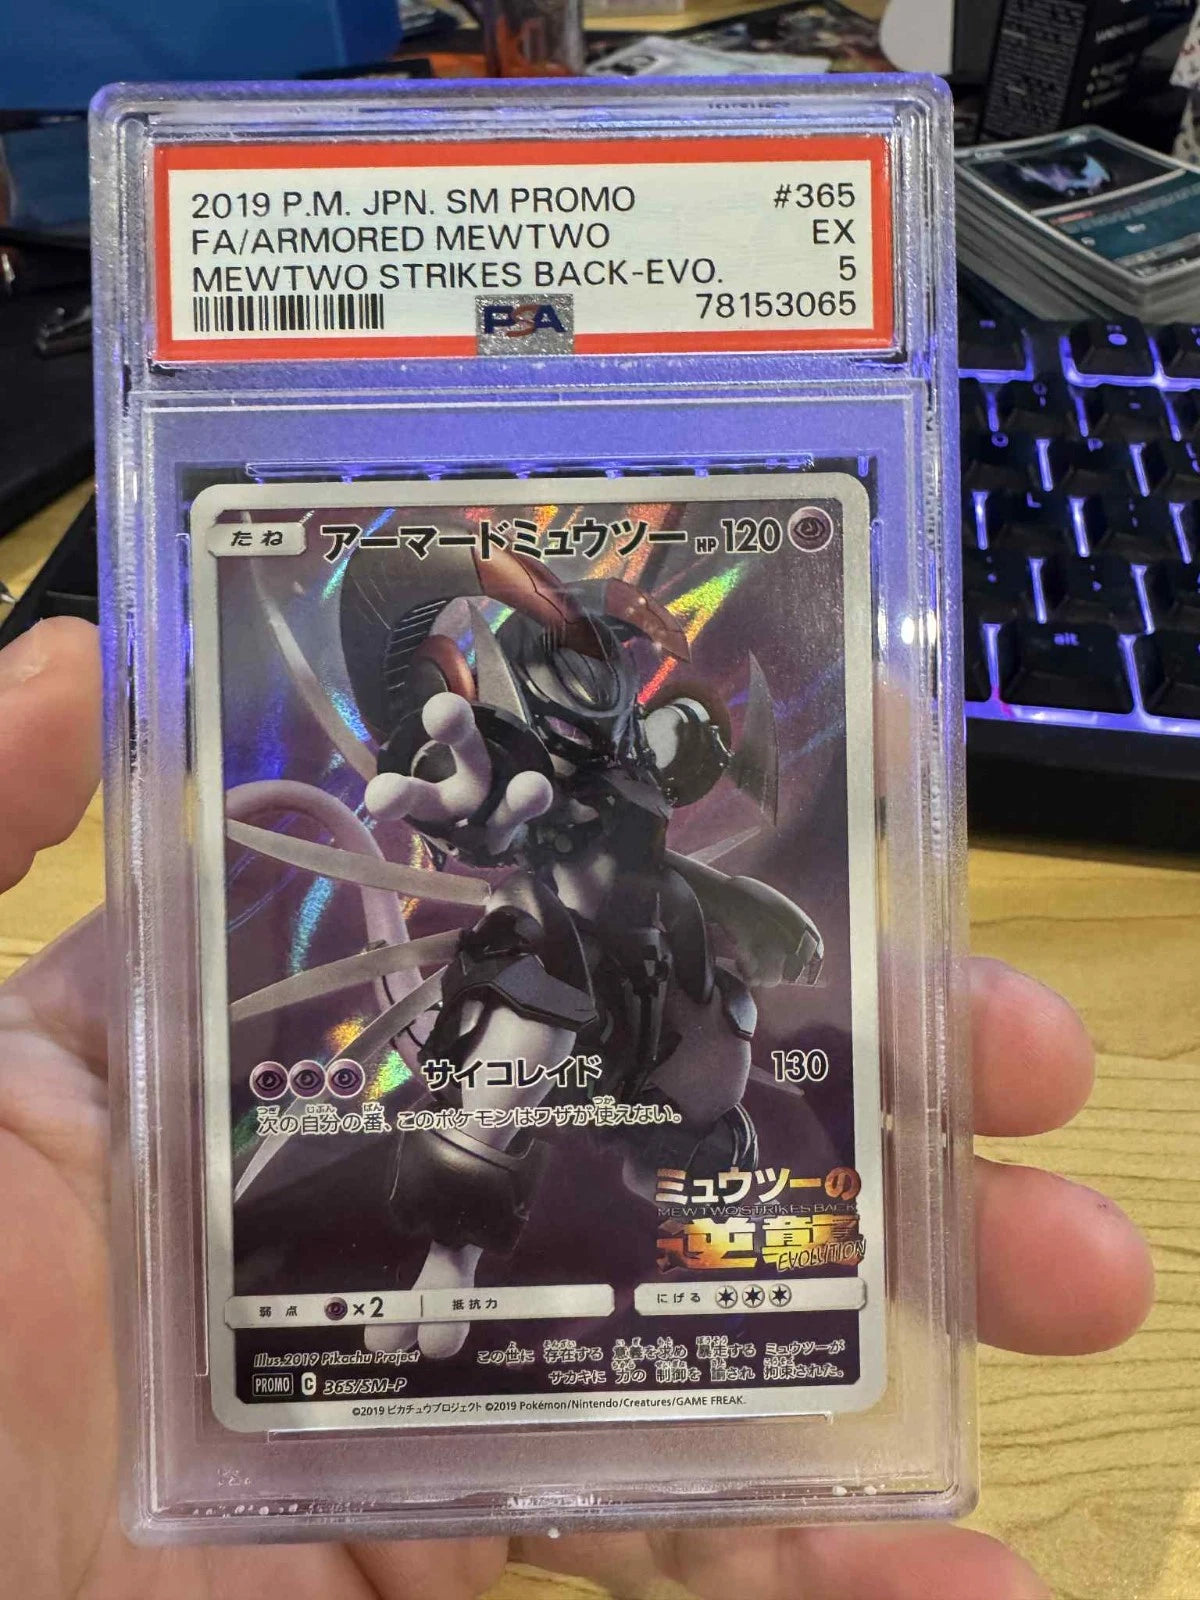 2019 P.M. JPN. SM PROMO #365
FA/ARMORED MEWTWO EX
MEWTWO STRIKES BACK-EVO. 5
PSA 78153065
たね アーマードミュウツー HP 120
サイコレイド 130
次の自分の番、このポケモンはワザが使えない。
ミュウツーの
MEWTWO STRIKES BACK
逆襲
EVOLUTION
弱点 ×2 抵抗力 にげる
Illus.2019 Pikachu Project
この世に 存在する 意義を求め 暴走する ミュウツーが
サカキに 力の 制御を 諭され 拘束された。
PROMO C 365/SM-P
©2019 ピカチュウプロジェクト ©2019 Pokémon/Nintendo/Creatures/GAME FREAK.
alt